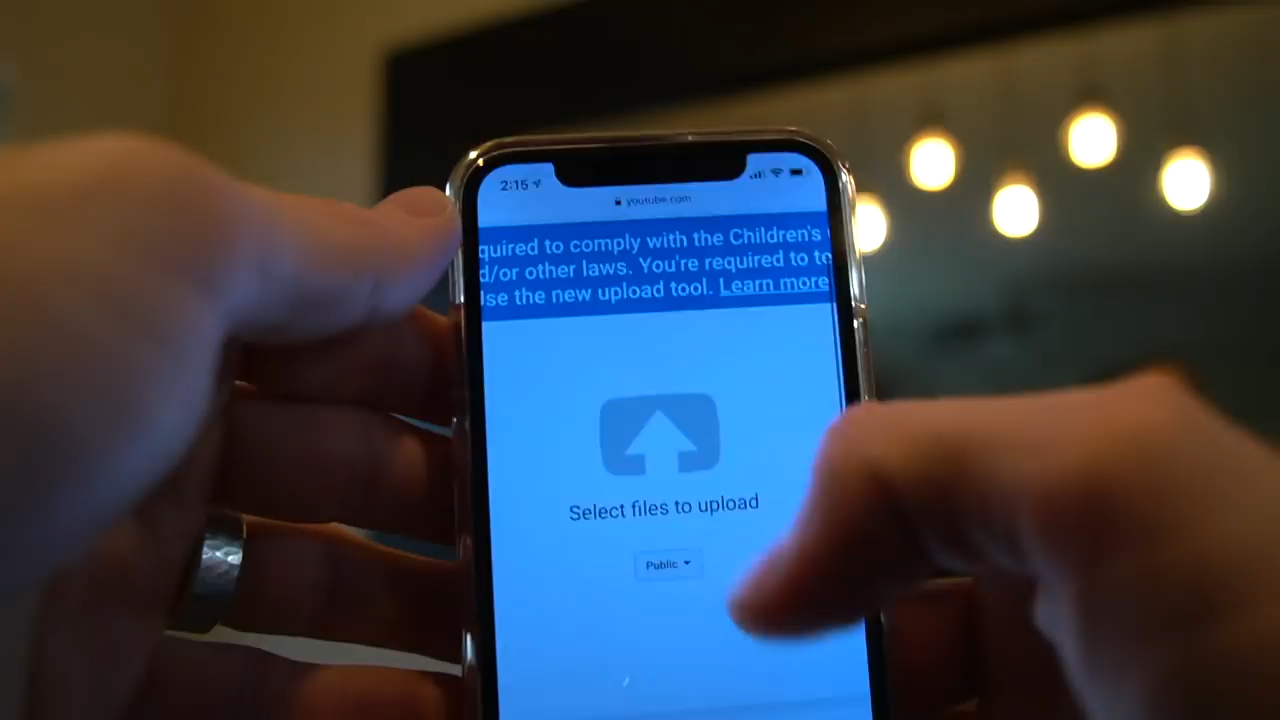 2:15
youtube.com
quired to comply with the Children's
d/or other laws. You're required to te
se the new upload tool. Learn more
Select files to upload
Public